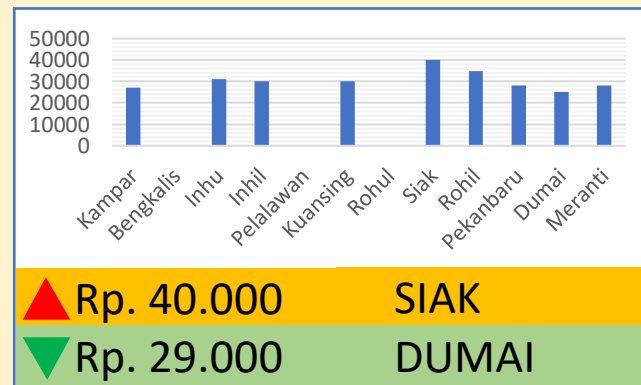 50000
40000
30000
20000
10000
0
Kampar
Bengkalis
Inhu
Inhil
Pelalawan
Kuansing
Rohul
Siak
Rohil
Pekanbaru
Dumai
Meranti
Rp. 40.000 SIAK
Rp. 29.000 DUMAI